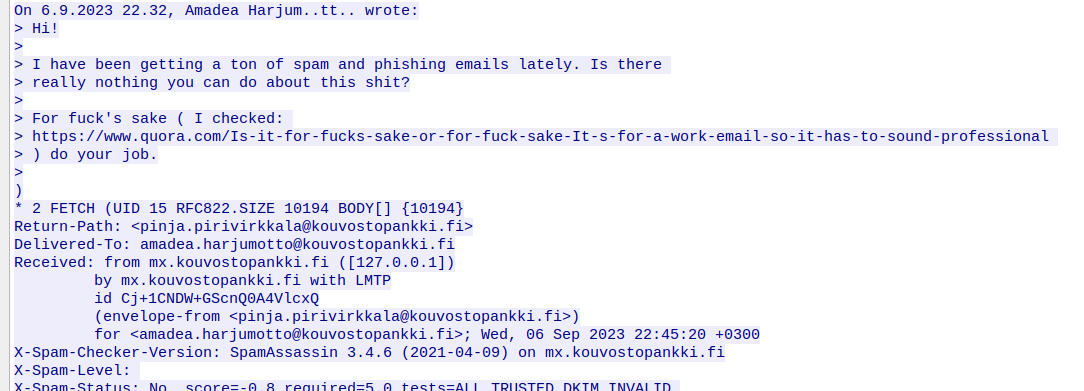 On 6.9.2023 22.32, Amadea Harjum..tt.. wrote:
> Hi!
>
> I have been getting a ton of spam and phishing emails lately. Is there
> really nothing you can do about this shit?
>
> For fuck's sake ( I checked:
> https://www.quora.com/Is-it-for-fucks-sake-or-for-fuck-sake-It-s-for-a-work-email-so-it-has-to-sound-professional
> ) do your job.
>
)
* 2 FETCH (UID 15 RFC822.SIZE 10194 BODY[] {10194}
Return-Path: <pinja.pirivirkkala@kouvostopankki.fi>
Delivered-To: amadea.harjumotto@kouvostopankki.fi
Received: from mx.kouvostopankki.fi ([127.0.0.1])
by mx.kouvostopankki.fi with LMTP
id Cj+1CNDW+GScnQ0A4VlcxQ
(envelope-from <pinja.pirivirkkala@kouvostopankki.fi>)
for <amadea.harjumotto@kouvostopankki.fi>; Wed, 06 Sep 2023 22:45:20 +0300
X-Spam-Checker-Version: SpamAssassin 3.4.6 (2021-04-09) on mx.kouvostopankki.fi
X-Spam-Level:
X-Spam-Status: No, score=-0.8 required=5.0 tests=ALL_TRUSTED,DKIM_INVALID,